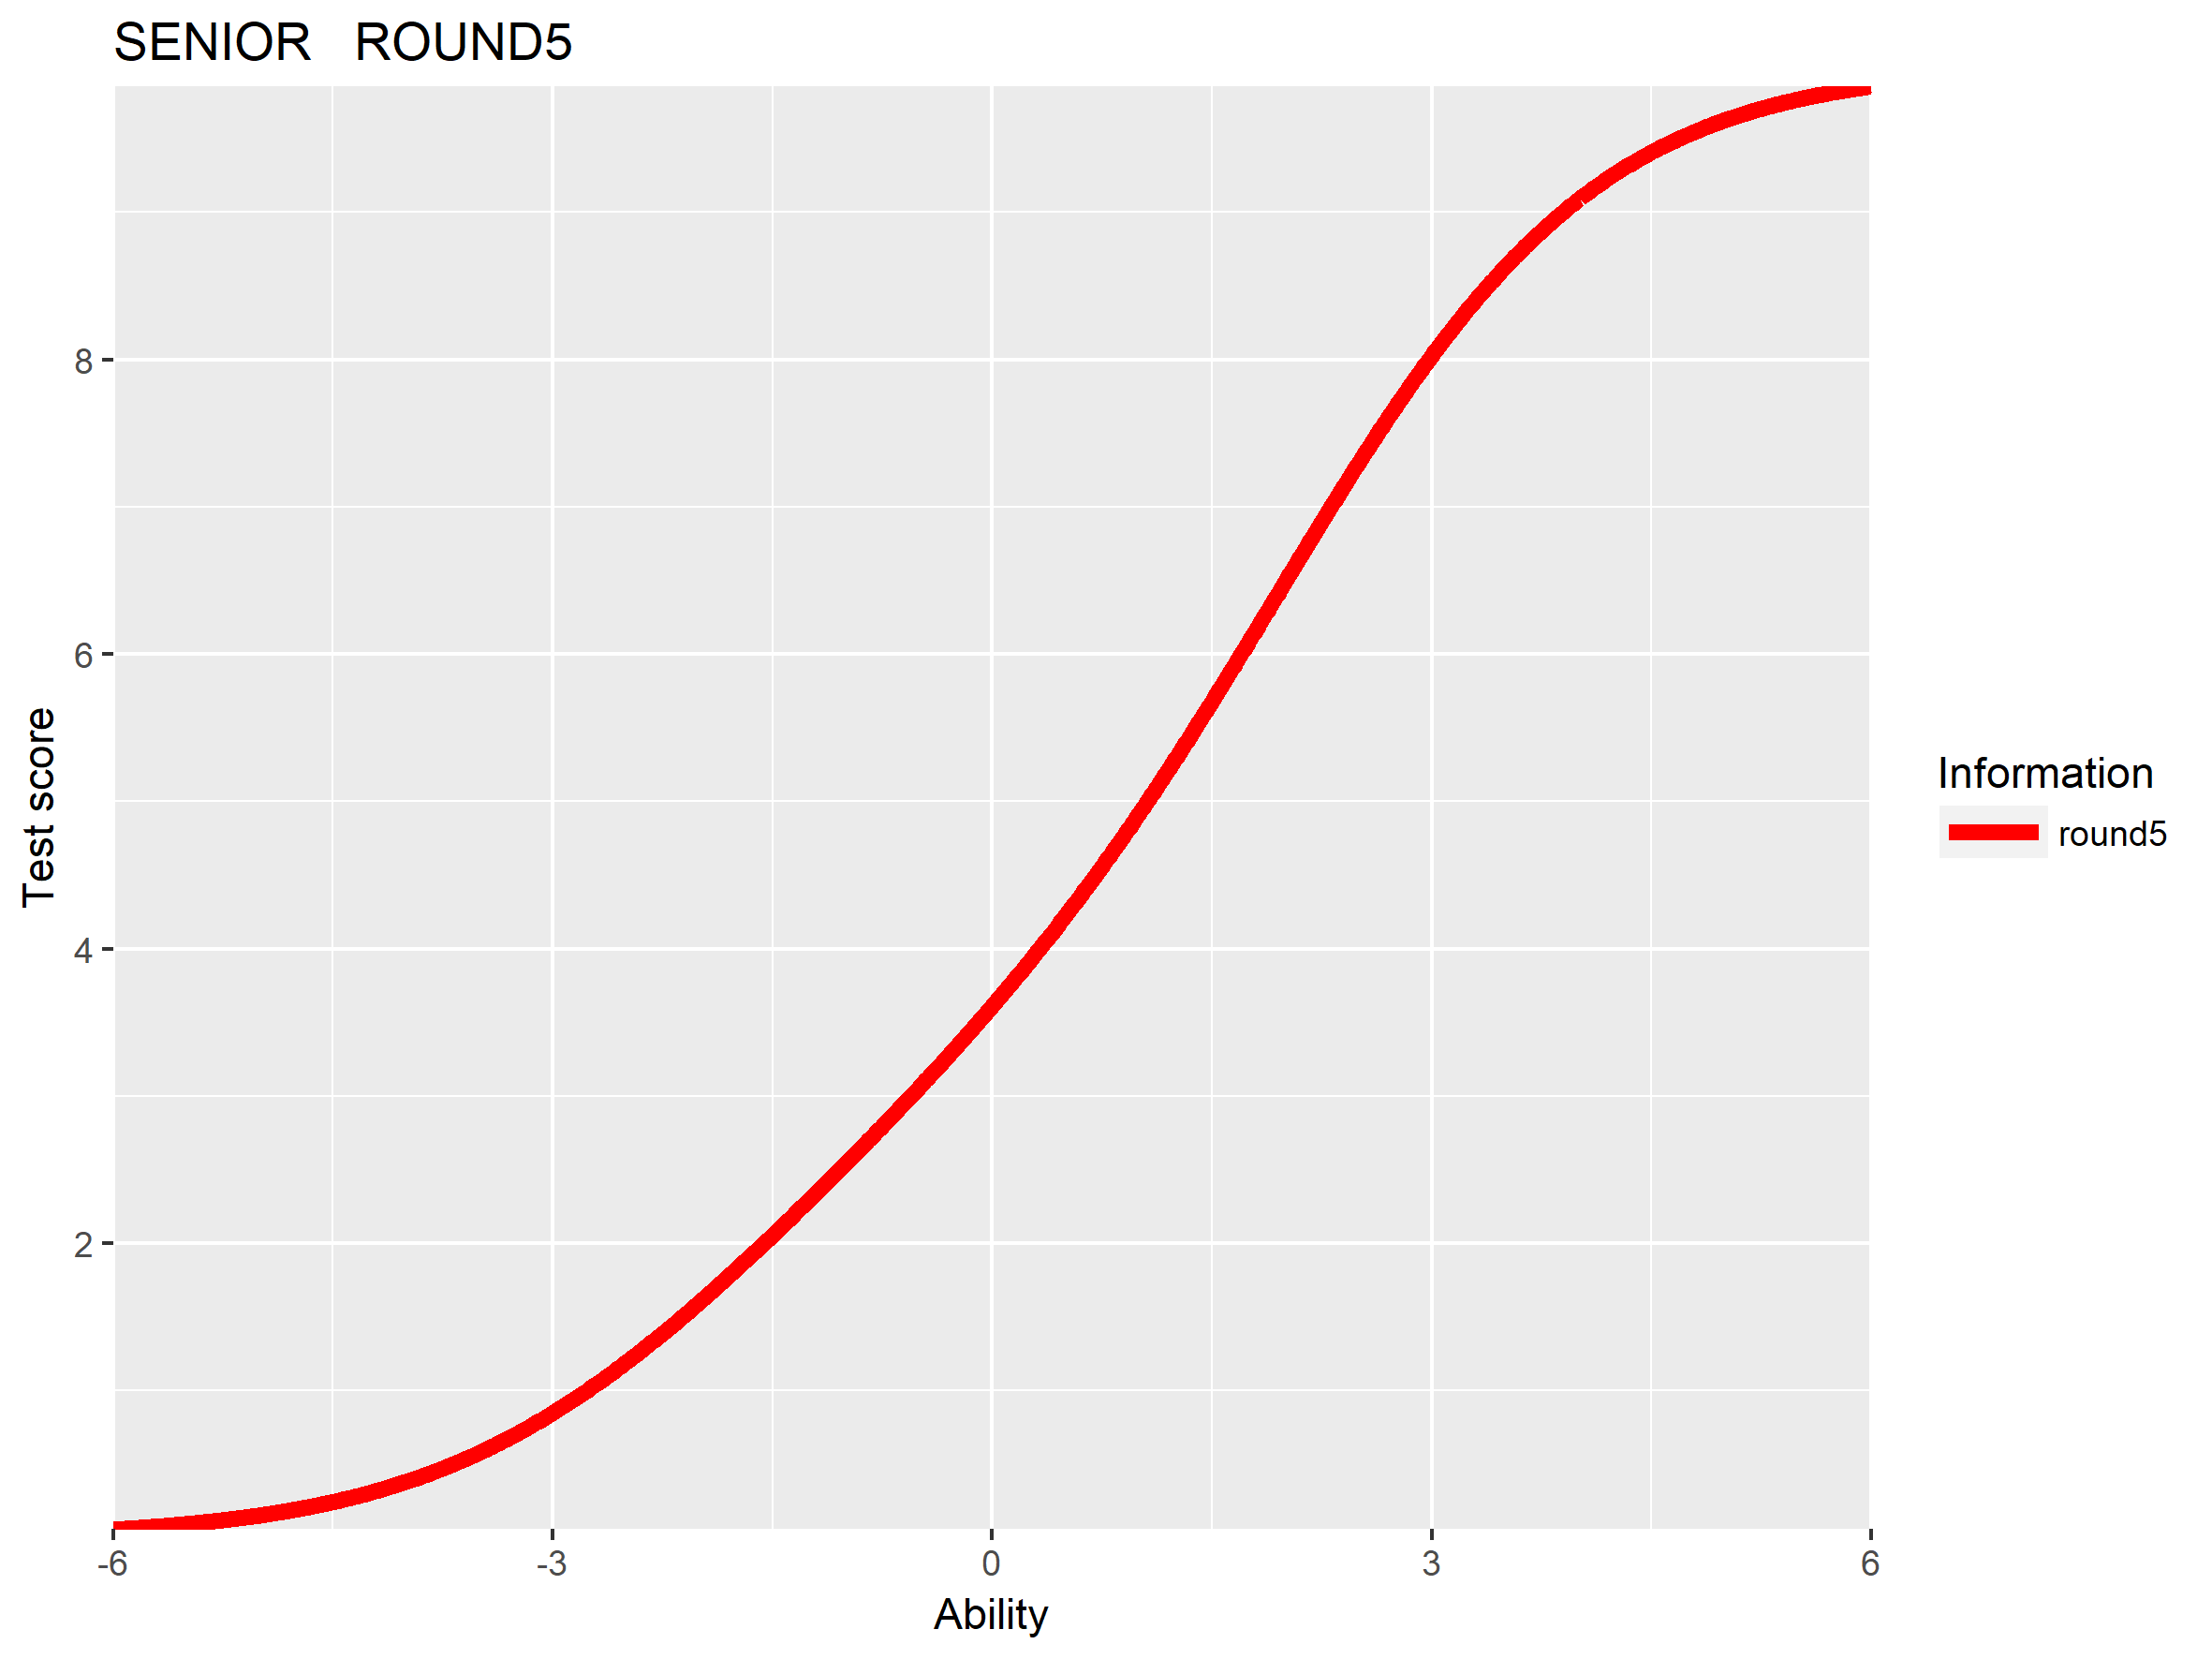 SENIOR   ROUND5
Test score
8
6
4
2
-6 -3 0 3 6
Ability
Information
round5